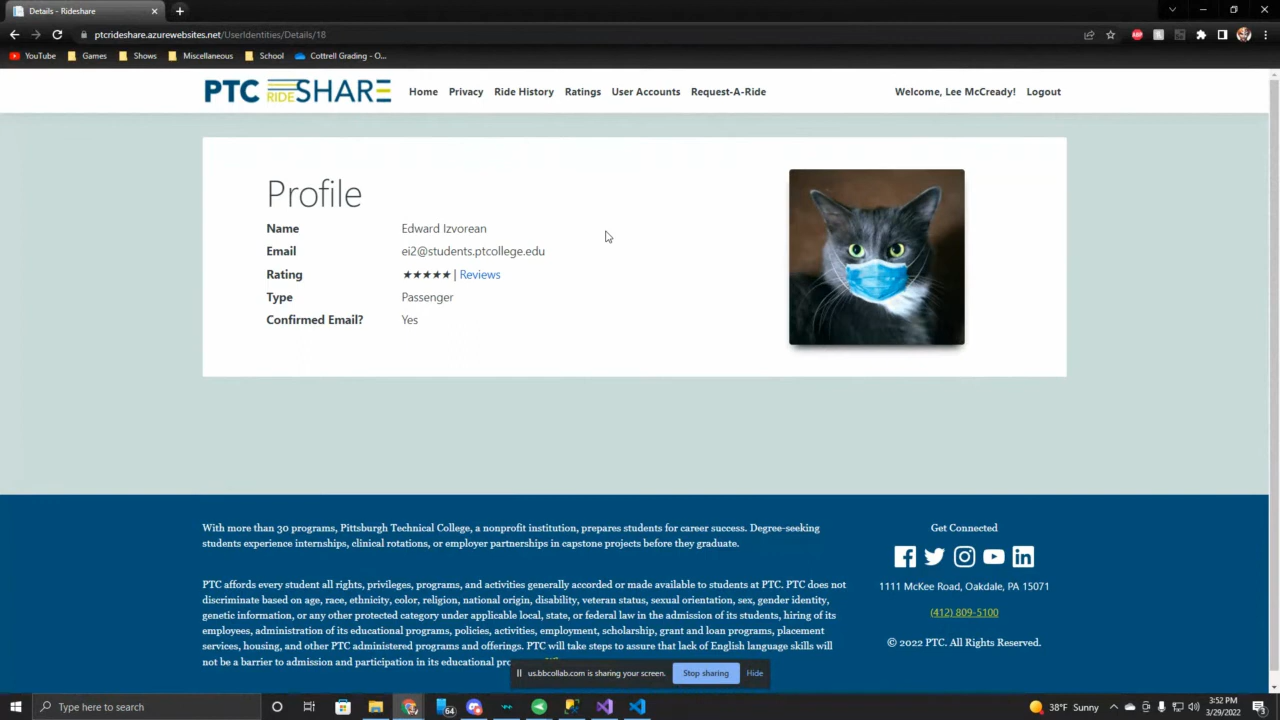 Details - Rideshare
ptcrideshare.azurewebsites.net/UserIdentities/Details/18
YouTube Games Shows Miscellaneous School Cottrell Grading - O...
PTC RIDESHARE Home Privacy Ride History Ratings User Accounts Request-A-Ride Welcome, Lee McCready! Logout
Profile
Name Edward Izvorean
Email ei2@students.ptcollege.edu
Rating ★★★★★ | Reviews
Type Passenger
Confirmed Email? Yes
With more than 30 programs, Pittsburgh Technical College, a nonprofit institution, prepares students for career success. Degree-seeking
students experience internships, clinical rotations, or employer partnerships in capstone projects before they graduate.
PTC affords every student all rights, privileges, programs, and activities generally accorded or made available to students at PTC. PTC does not
discriminate based on age, race, ethnicity, color, religion, national origin, disability, veteran status, sexual orientation, sex, gender identity,
genetic information, or any other protected category under applicable local, state, or federal law in the admission of its students, hiring of its
employees, administration of its educational programs, policies, activities, employment, scholarship, grant and loan programs, placement
services, housing, and other PTC administered programs and offerings. PTC will take steps to assure that lack of English language skills will
not be a barrier to admission and participation in its educational pro
Get Connected
1111 McKee Road, Oakdale, PA 15071
(412) 809-5100
© 2022 PTC. All Rights Reserved.
us.bbcollab.com is sharing your screen. Stop sharing Hide
Type here to search
64
38°F Sunny
3:52 PM
3/29/2022